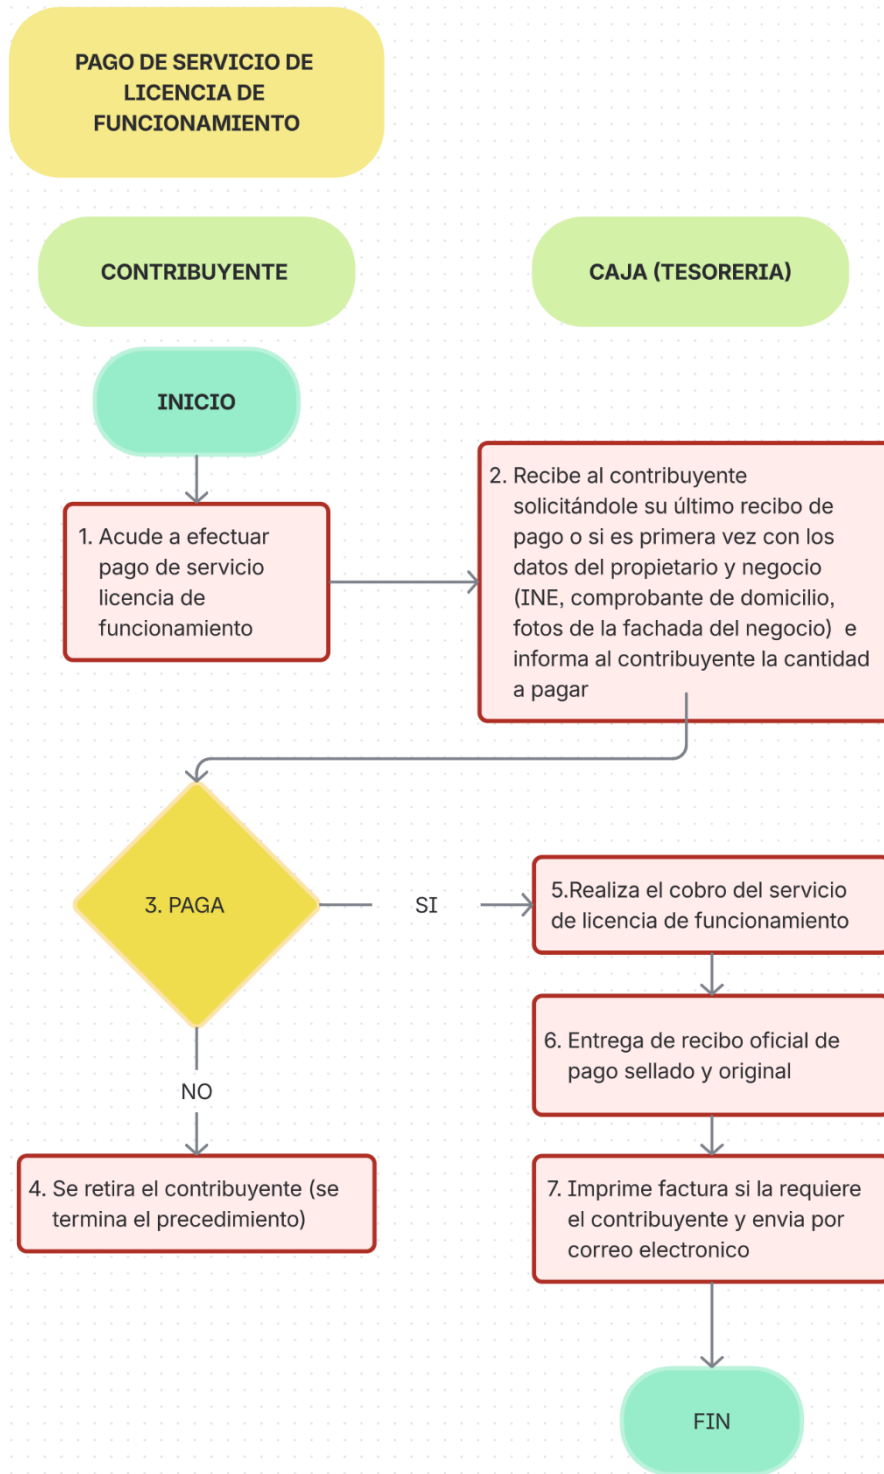 PAGO DE SERVICIO DE
LICENCIA DE
FUNCIONAMIENTO
CONTRIBUYENTE
CAJA (TESORERIA)
INICIO
1. Acude a efectuar
pago de servicio
licencia de
funcionamiento
2. Recibe al contribuyente
solicitándole su último recibo de
pago o si es primera vez con los
datos del propietario y negocio
(INE, comprobante de domicilio,
fotos de la fachada del negocio) e
informa al contribuyente la cantidad
a pagar
3. PAGA
SI
5.Realiza el cobro del servicio
de licencia de funcionamiento
6. Entrega de recibo oficial de
pago sellado y original
NO
4. Se retira el contribuyente (se
termina el precedimiento)
7. Imprime factura si la requiere
el contribuyente y envia por
correo electronico
FIN